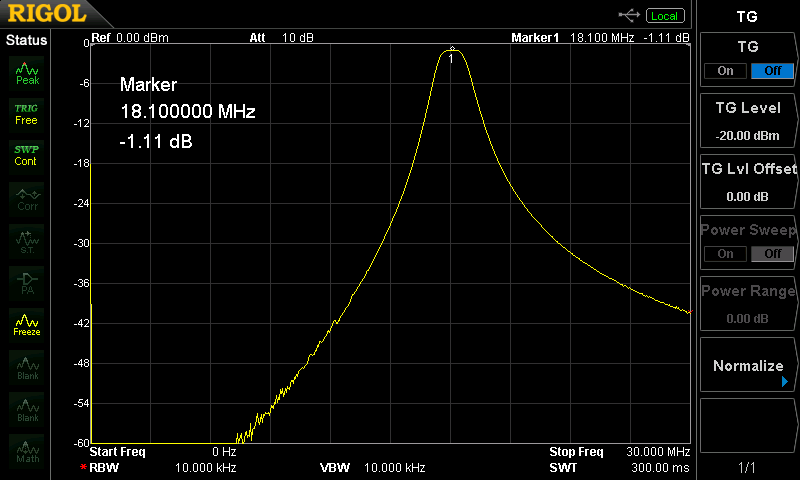 RIGOL
Local
Status
Ref 0.00 dBm Att 10 dB Marker1 18.100 MHz -1.11 dB
Peak
TRIG
Free
SWP
Cont
Corr
S.T.
PA
Freeze
Blank
Blank
Math
0
-6
-12
-18
-24
-30
-36
-42
-48
-54
-60
1
Marker
18.100000 MHz
-1.11 dB
Start Freq 0 Hz Stop Freq 30.000 MHz
RBW 10.000 kHz VBW 10.000 kHz SWT 300.00 ms
TG
TG
On Off
TG Level
-20.00 dBm
TG Lvl Offset
0.00 dB
Power Sweep
On Off
Power Range
0.00 dB
Normalize
1/1